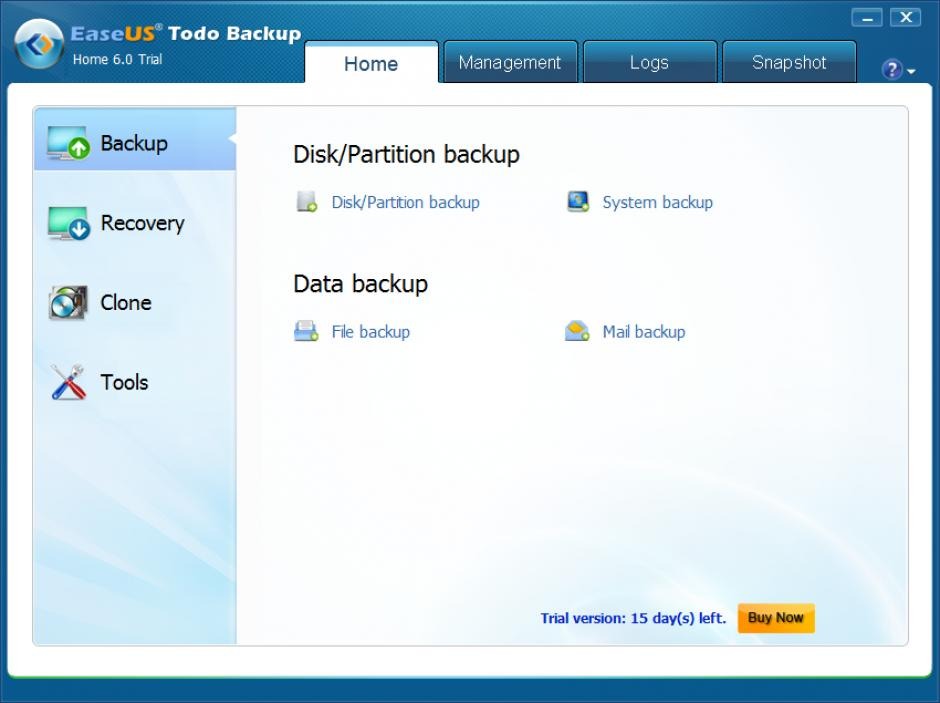 EaseUS® Todo Backup
Home 6.0 Trial
Home
Management
Logs
Snapshot
?
Backup
Recovery
Clone
Tools
Disk/Partition backup
Disk/Partition backup
System backup
Data backup
File backup
Mail backup
Trial version: 15 day(s) left.
Buy Now